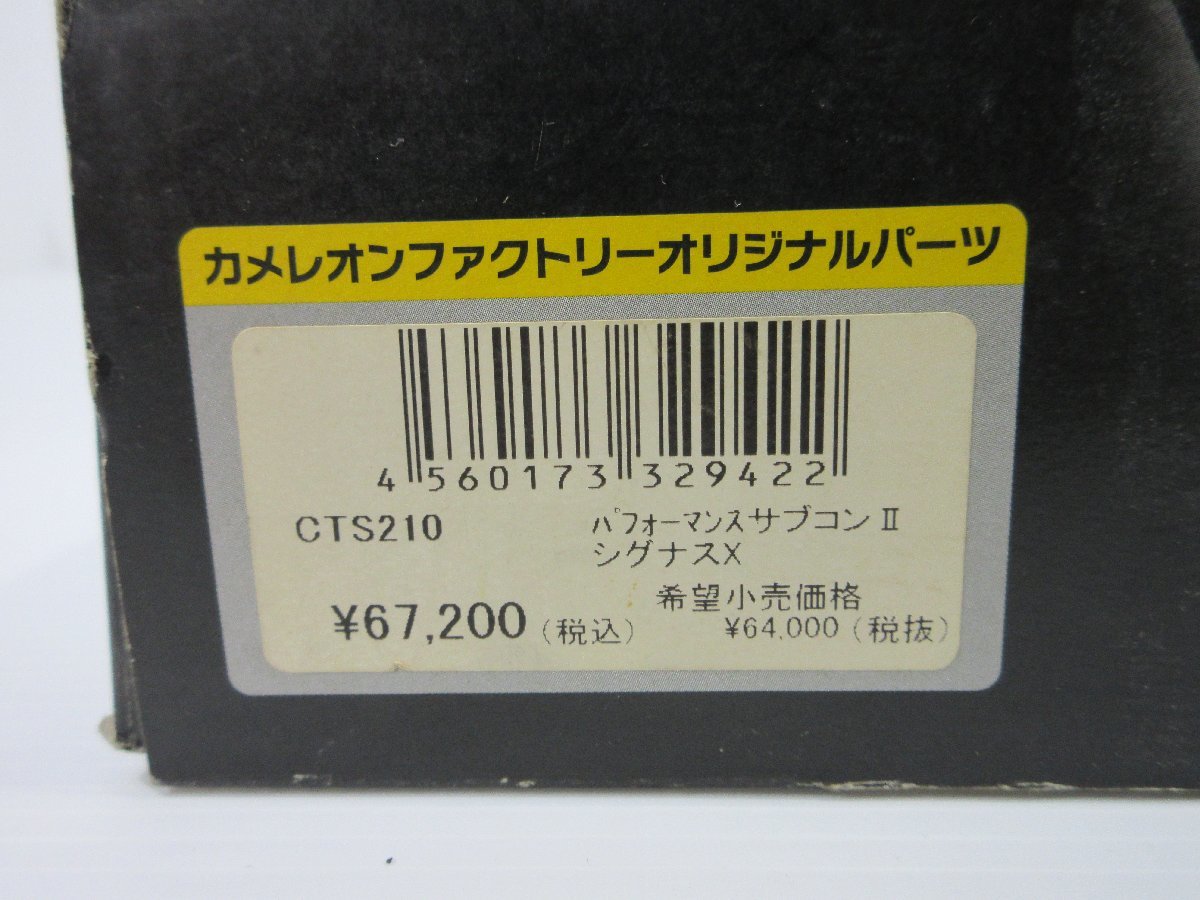 カメレオンファクトリーオリジナルパーツ
4 560173 329422
CTS210 パフォーマンスサブコンⅡ
シグナスX
希望小売価格
¥67,200（税込） ¥64,000（税抜）